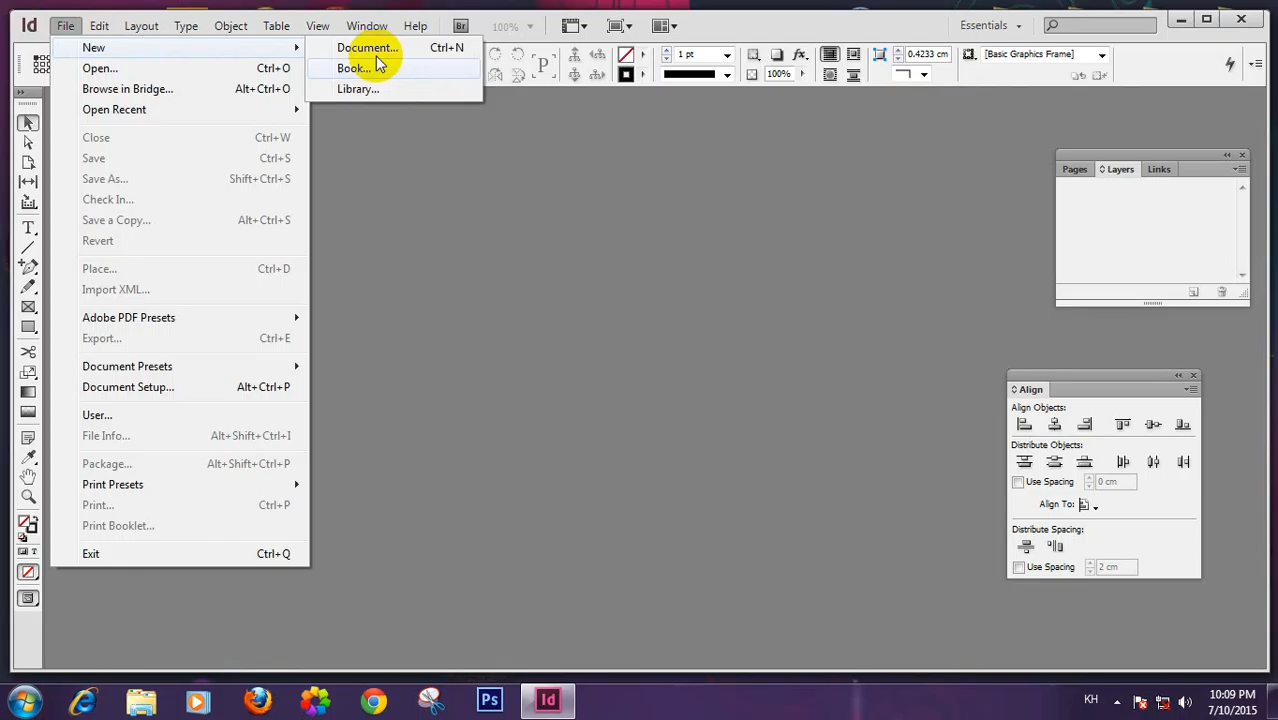 Id File Edit Layout Type Object Table View Window Help Br 100% Essentials
New
Document... Ctrl+N
1 pt
0.4233 cm
[Basic Graphics Frame]
Open... Ctrl+O
Book...
P
fx.
100%
Browse in Bridge... Alt+Ctrl+O
Library...
Open Recent
Close Ctrl+W
Save Ctrl+S
Save As... Shift+Ctrl+S
Check In...
Save a Copy... Alt+Ctrl+S
Revert
Place... Ctrl+D
Import XML...
Adobe PDF Presets
Export... Ctrl+E
Document Presets
Document Setup... Alt+Ctrl+P
User...
File Info... Alt+Shift+Ctrl+I
Package... Alt+Shift+Ctrl+P
Print Presets
Print... Ctrl+P
Print Booklet...
Exit Ctrl+Q
T
T
Pages Layers Links
Align
Align Objects:
Distribute Objects:
Use Spacing 0 cm
Align To:
Distribute Spacing:
Use Spacing 2 cm
Ps Id KH
10:09 PM
7/10/2015